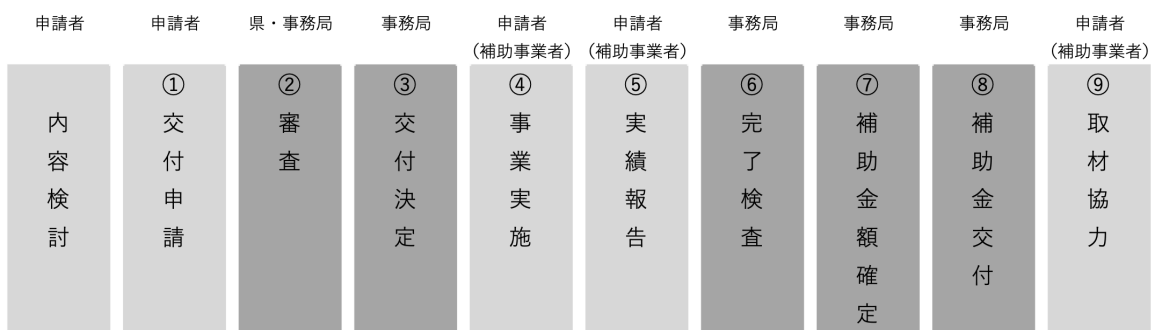 申請者
内容検討
申請者
①
交付申請
県・事務局
②
審査
事務局
③
交付決定
申請者
（補助事業者）
④
事業実施
申請者
（補助事業者）
⑤
実績報告
事務局
⑥
完了検査
事務局
⑦
補助金額確定
事務局
⑧
補助金交付
申請者
（補助事業者）
⑨
取材協力